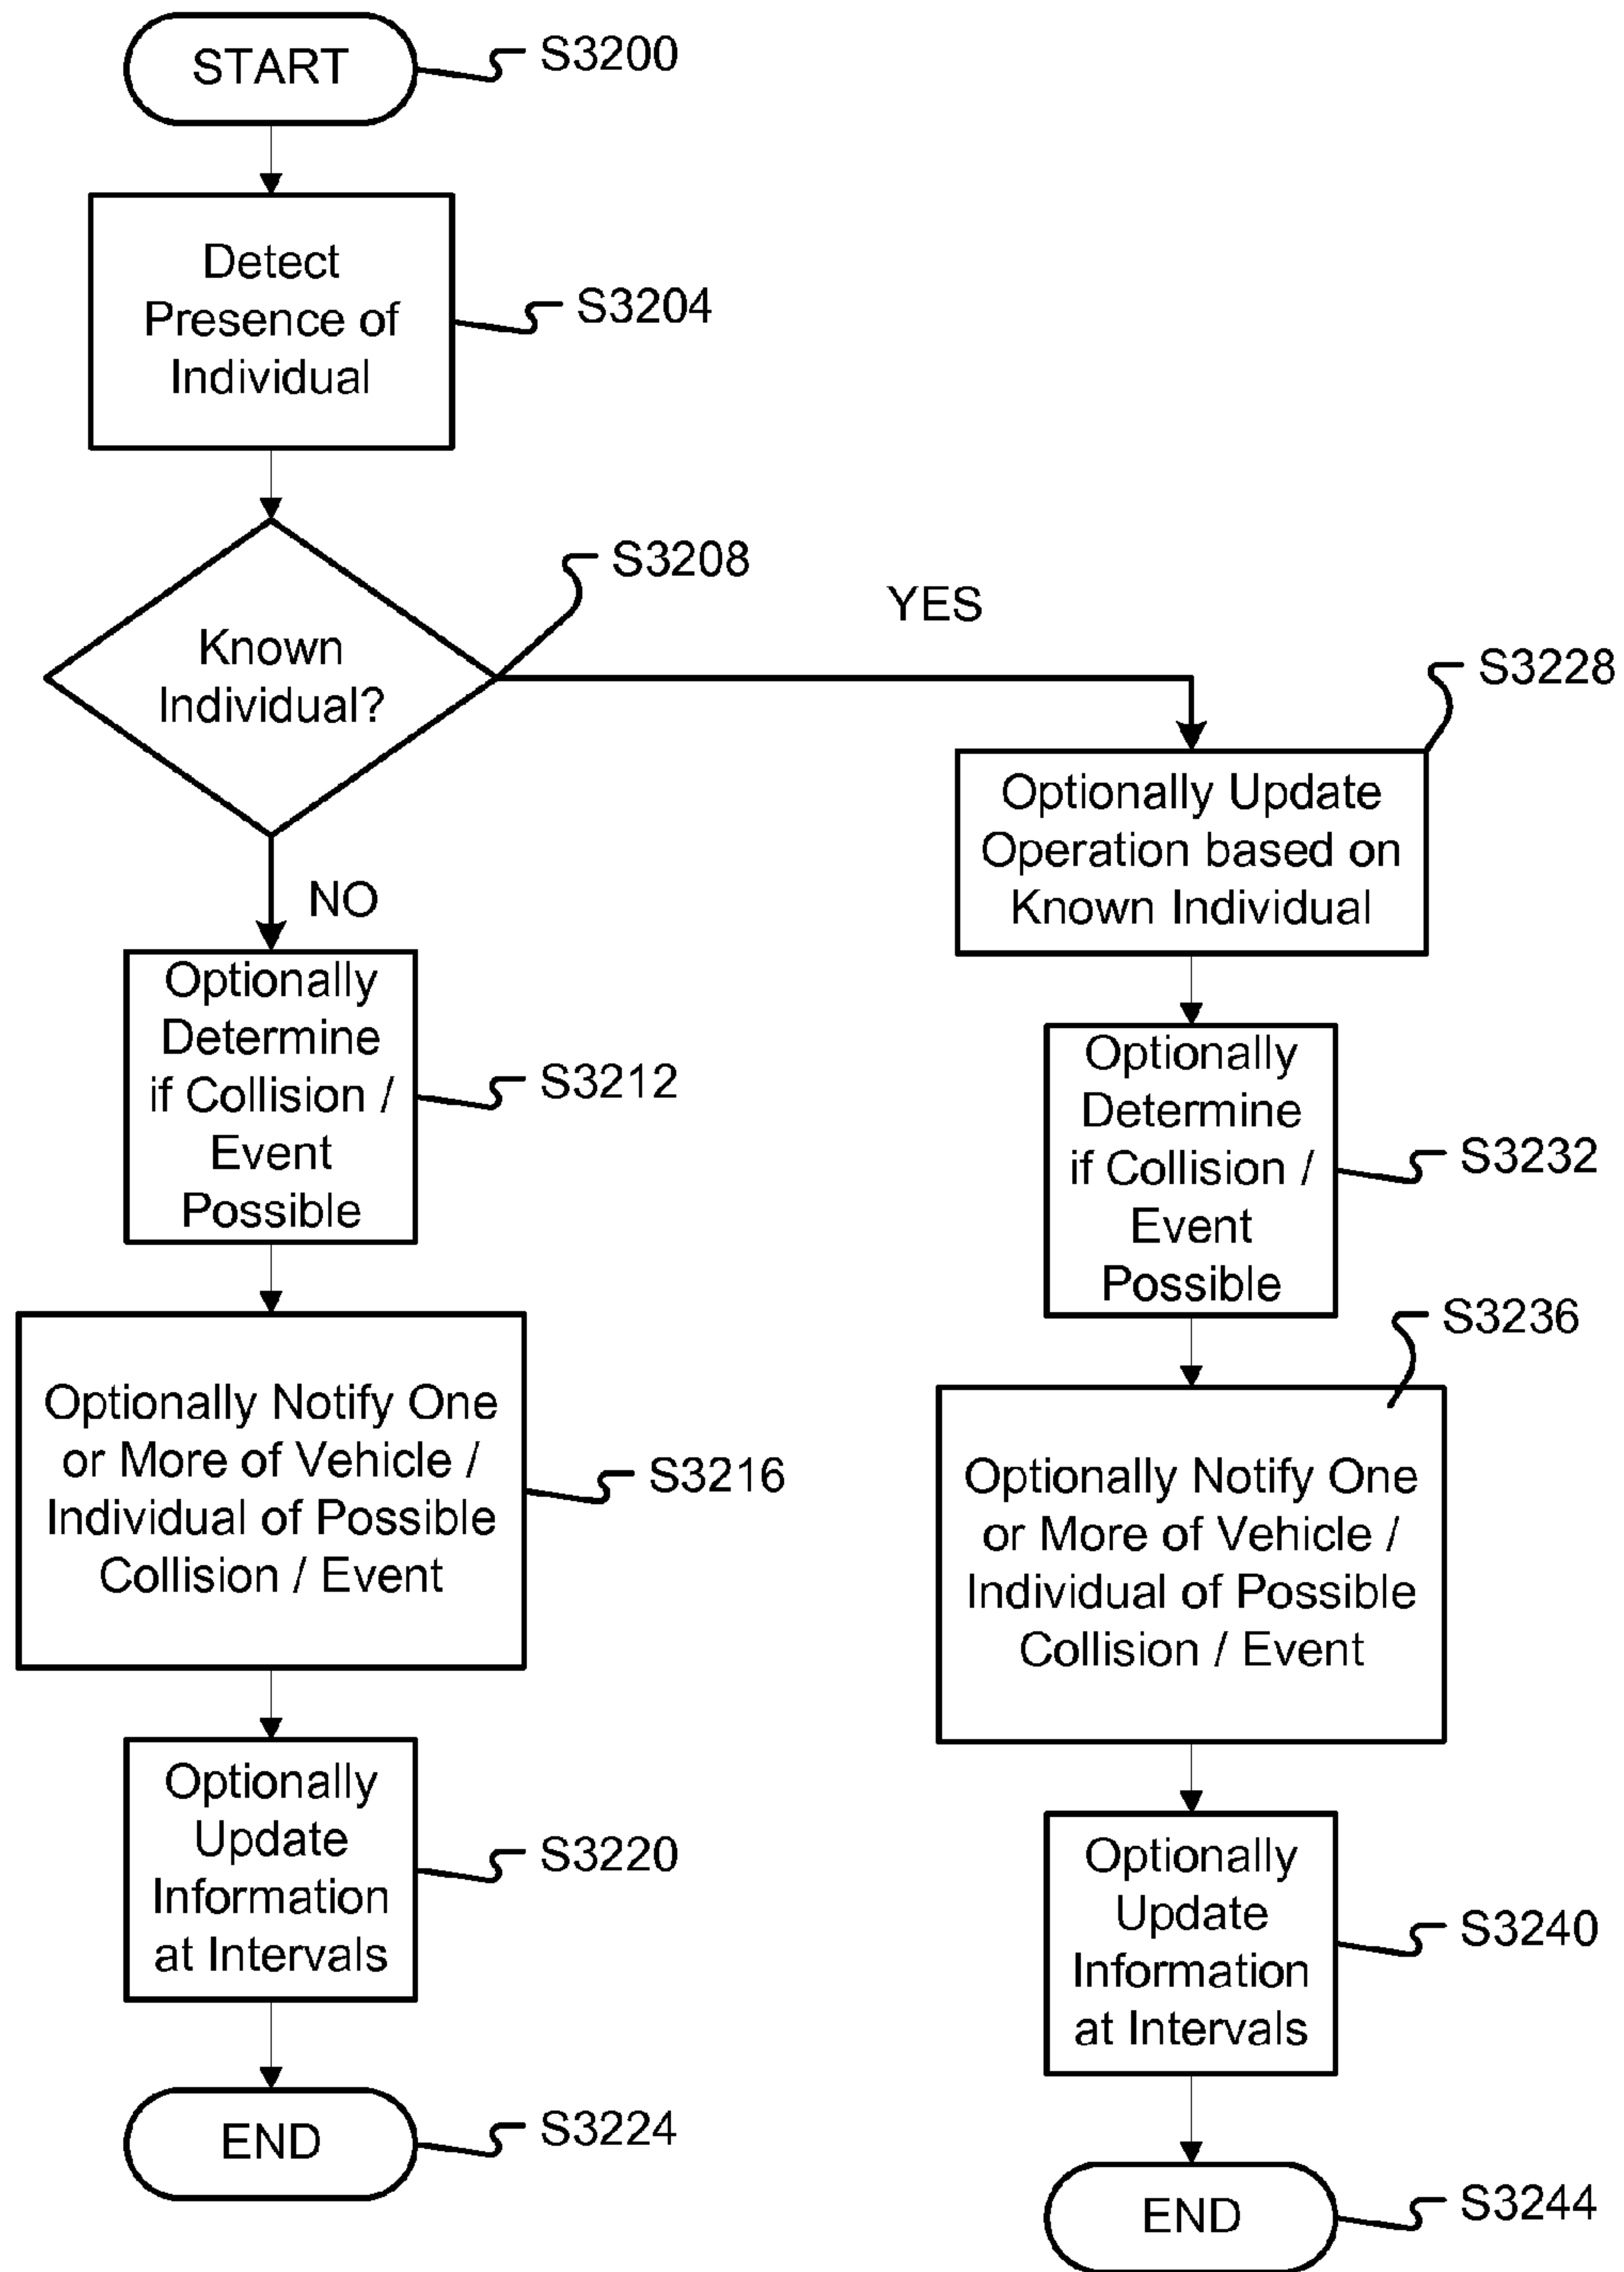 START
S3200
Detect
Presence of
Individual
S3204
Known
Individual?
S3208
YES
NO
Optionally
Determine
if Collision /
Event
Possible
S3212
Optionally Notify One
or More of Vehicle /
Individual of Possible
Collision / Event
S3216
Optionally
Update
Information
at Intervals
S3220
END
S3224
Optionally Update
Operation based on
Known Individual
S3228
Optionally
Determine
if Collision /
Event
Possible
S3232
Optionally Notify One
or More of Vehicle /
Individual of Possible
Collision / Event
S3236
Optionally
Update
Information
at Intervals
S3240
END
S3244